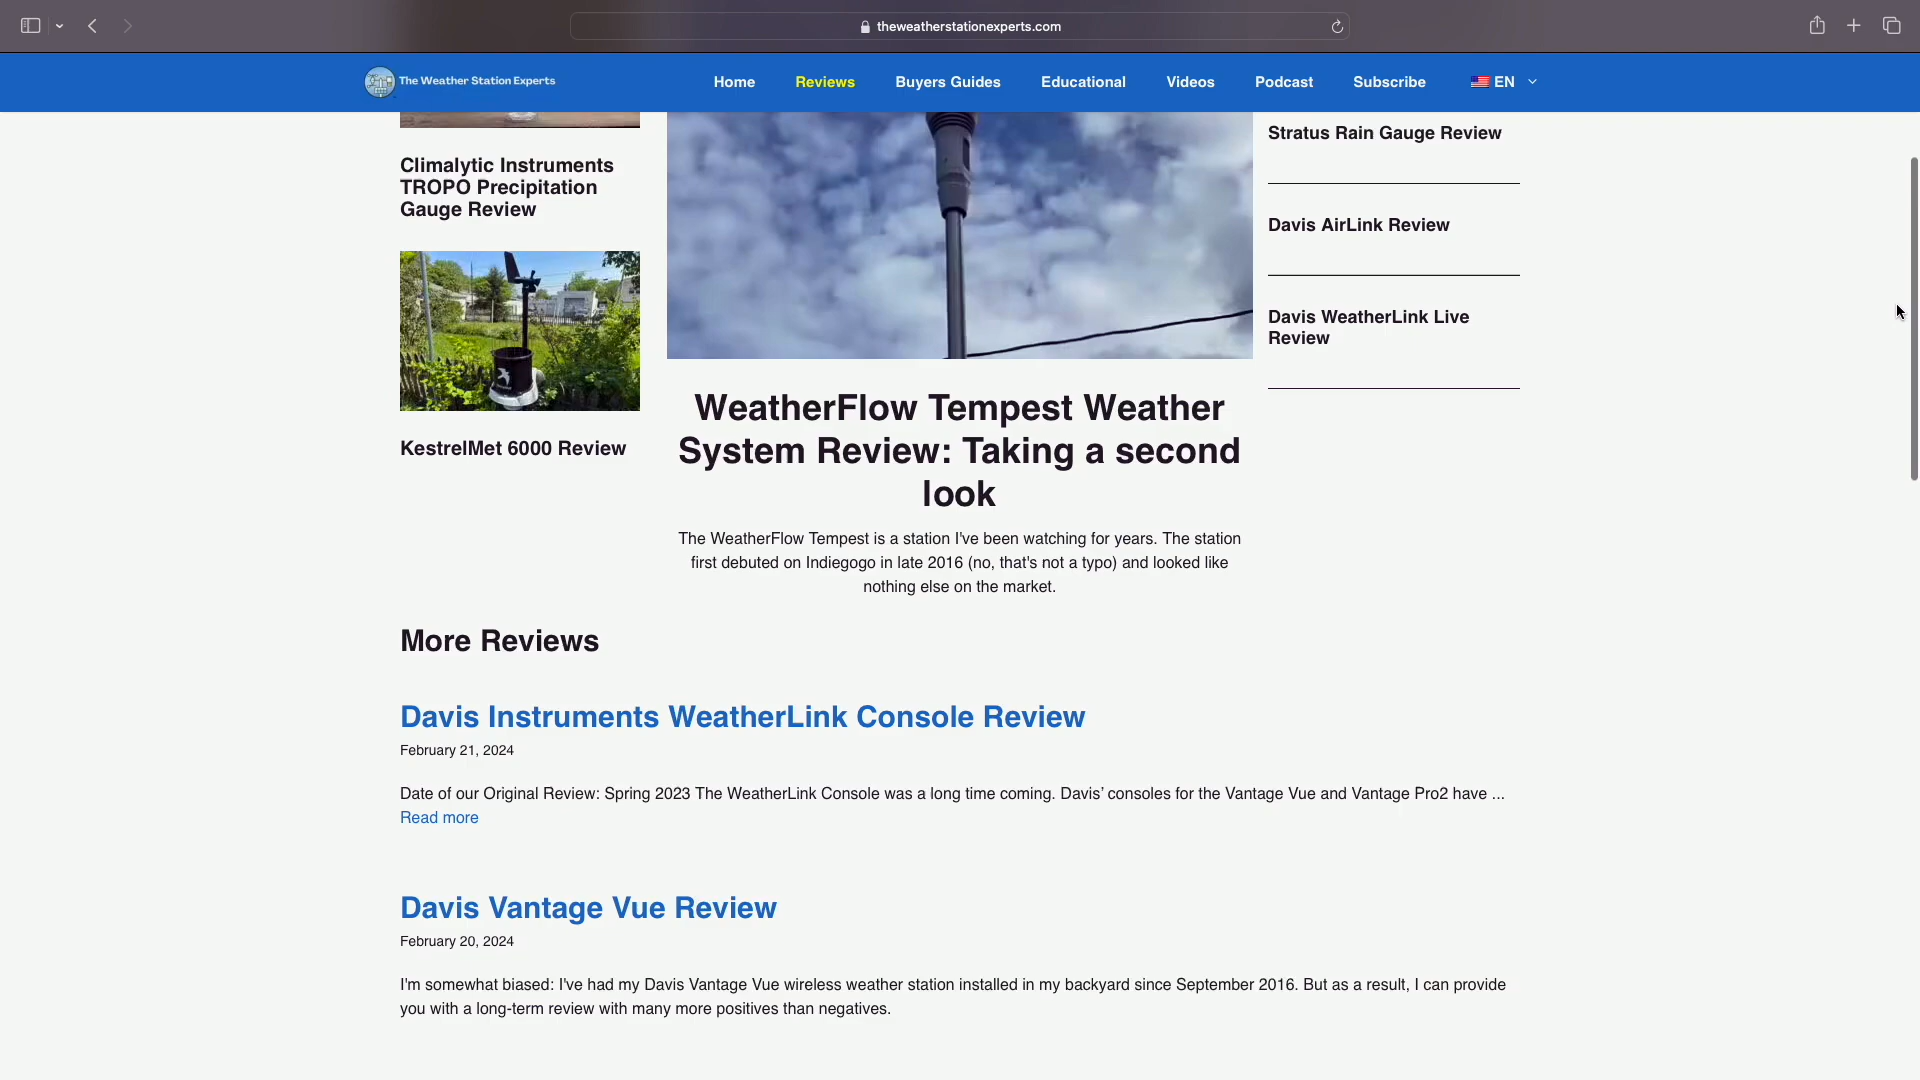 theweatherstationexperts.com
The Weather Station Experts
Home
Reviews
Buyers Guides
Educational
Videos
Podcast
Subscribe
EN
Climalytic Instruments
TROPO Precipitation
Gauge Review
KestrelMet 6000 Review
WeatherFlow Tempest Weather
System Review: Taking a second
look
The WeatherFlow Tempest is a station I've been watching for years. The station
first debuted on Indiegogo in late 2016 (no, that's not a typo) and looked like
nothing else on the market.
Stratus Rain Gauge Review
Davis AirLink Review
Davis WeatherLink Live
Review
More Reviews
Davis Instruments WeatherLink Console Review
February 21, 2024
Date of our Original Review: Spring 2023 The WeatherLink Console was a long time coming. Davis’ consoles for the Vantage Vue and Vantage Pro2 have ...
Read more
Davis Vantage Vue Review
February 20, 2024
I'm somewhat biased: I've had my Davis Vantage Vue wireless weather station installed in my backyard since September 2016. But as a result, I can provide
you with a long-term review with many more positives than negatives.